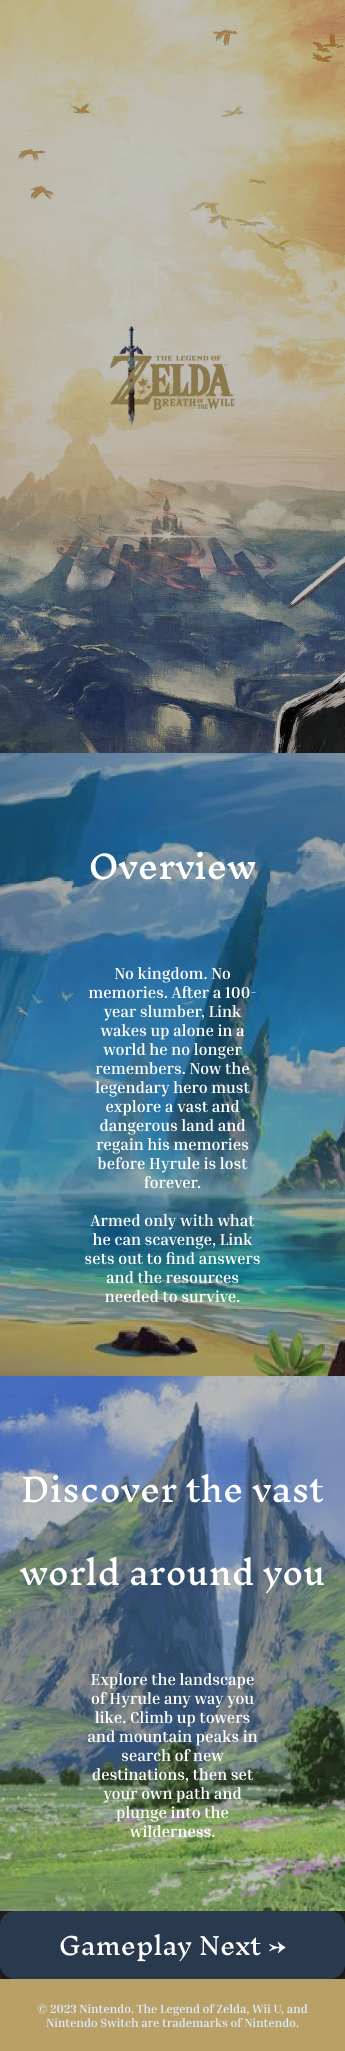 THE LEGEND OF
ZELDA
BREATH OF THE WILD
Overview
No kingdom. No
memories. After a 100-
year slumber, Link
wakes up alone in a
world he no longer
remembers. Now the
legendary hero must
explore a vast and
dangerous land and
regain his memories
before Hyrule is lost
forever.
Armed only with what
he can scavenge, Link
sets out to find answers
and the resources
needed to survive.
Discover the vast
world around you
Explore the landscape
of Hyrule any way you
like. Climb up towers
and mountain peaks in
search of new
destinations, then set
your own path and
plunge into the
wilderness.
Gameplay Next ➳
© 2023 Nintendo. The Legend of Zelda, Wii U, and
Nintendo Switch are trademarks of Nintendo.